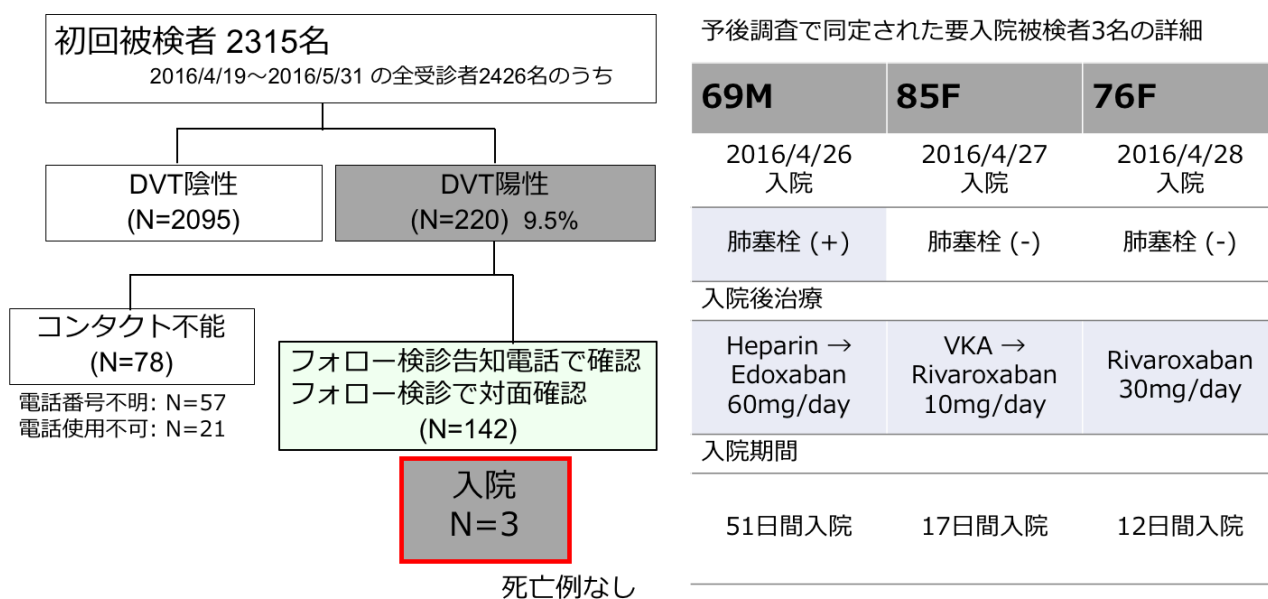 初回被検者 2315名
2016/4/19～2016/5/31 の全受診者2426名のうち
DVT陰性
(N=2095)
DVT陽性
(N=220) 9.5%
コンタクト不能
(N=78)
電話番号不明: N=57
電話使用不可: N=21
フォロー検診告知電話で確認
フォロー検診で対面確認
(N=142)
入院
N=3
死亡例なし
予後調査で同定された要入院被検者3名の詳細
69M 85F 76F
2016/4/26 2016/4/27 2016/4/28
入院 入院 入院
肺塞栓 (+) 肺塞栓 (-) 肺塞栓 (-)
入院後治療
Heparin →
Edoxaban
60mg/day
VKA →
Rivaroxaban
10mg/day
Rivaroxaban
30mg/day
入院期間
51日間入院 17日間入院 12日間入院